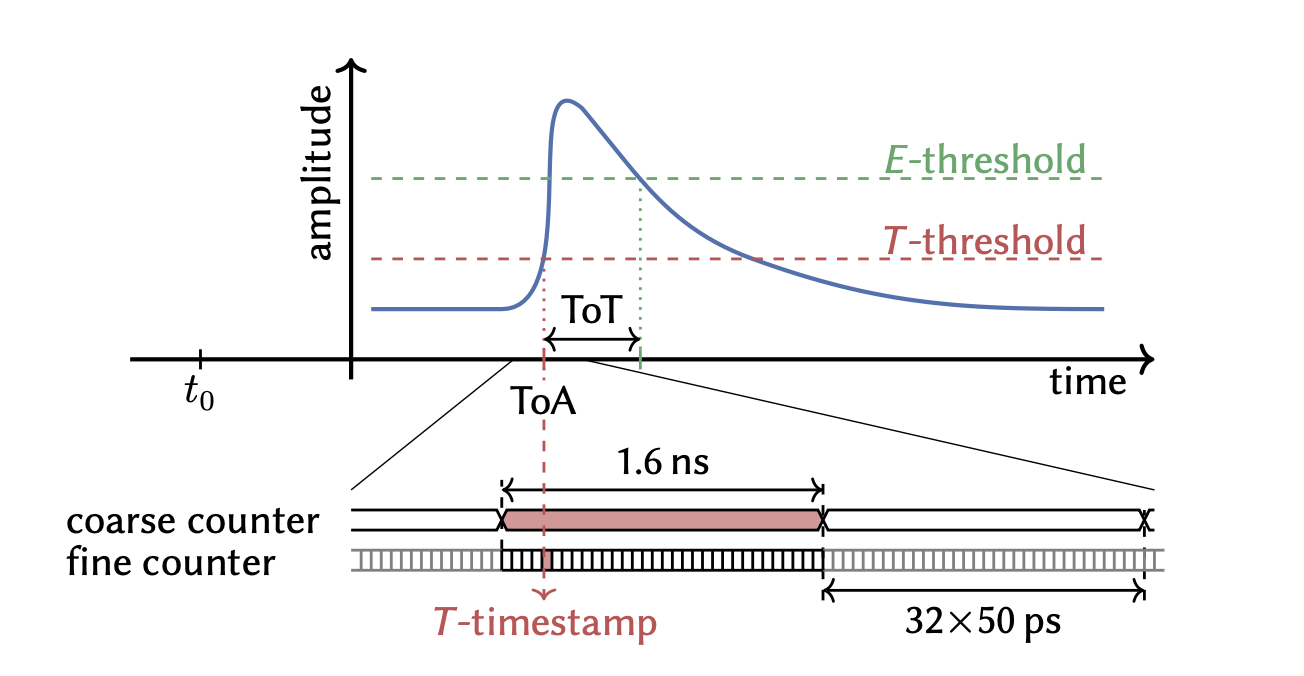 amplitude
E-threshold
T-threshold
ToT
t₀
ToA
time
1.6 ns
coarse counter
fine counter
T-timestamp
32×50 ps